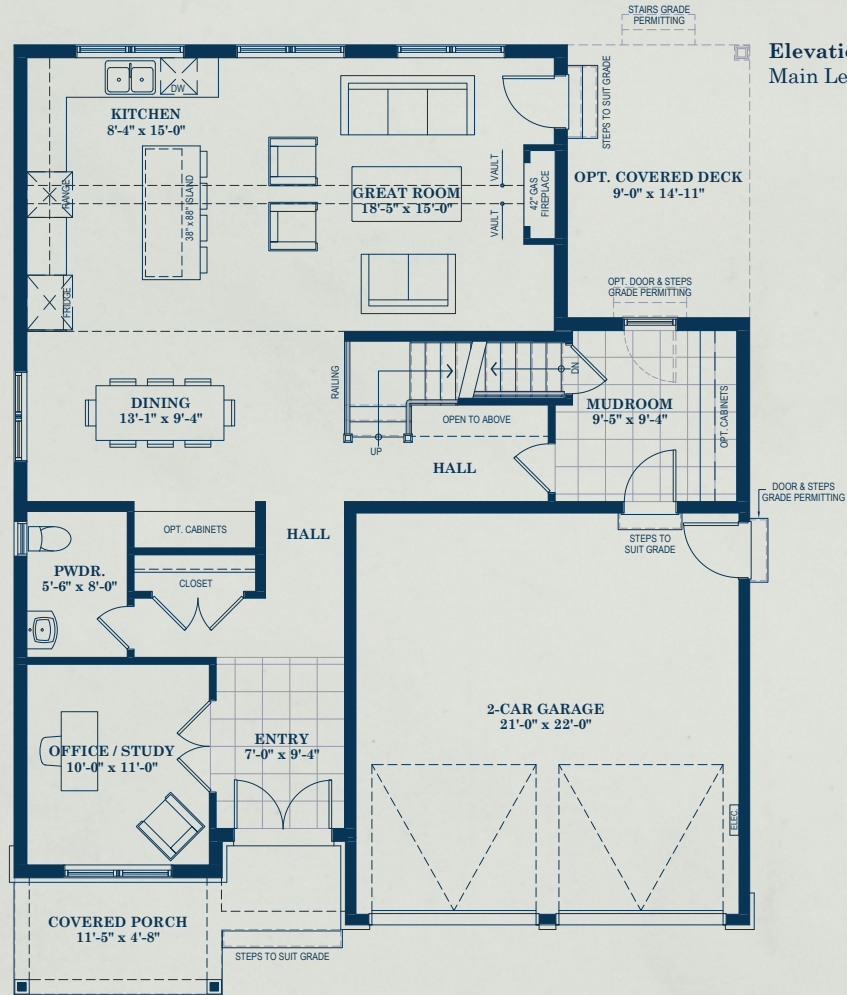 STAIRS GRADE
PERMITTING
Elevatio
Main Le
STEPS TO SUIT GRADE
DW
KITCHEN
8'-4" x 15'-0"
RANGE
38" x 88" ISLAND
FRIDGE
GREAT ROOM
18'-5" x 15'-0"
VAULT
VAULT
42" GAS
FIREPLACE
OPT. COVERED DECK
9'-0" x 14'-11"
OPT. DOOR & STEPS
GRADE PERMITTING
DINING
13'-1" x 9'-4"
RAILING
UP
DN
OPEN TO ABOVE
HALL
MUDROOM
9'-5" x 9'-4"
OPT. CABINETS
DOOR & STEPS
GRADE PERMITTING
OPT. CABINETS
HALL
STEPS TO
SUIT GRADE
PWDR.
5'-6" x 8'-0"
CLOSET
2-CAR GARAGE
21'-0" x 22'-0"
ENTRY
7'-0" x 9'-4"
OFFICE / STUDY
10'-0" x 11'-0"
ELEC.
COVERED PORCH
11'-5" x 4'-8"
STEPS TO SUIT GRADE